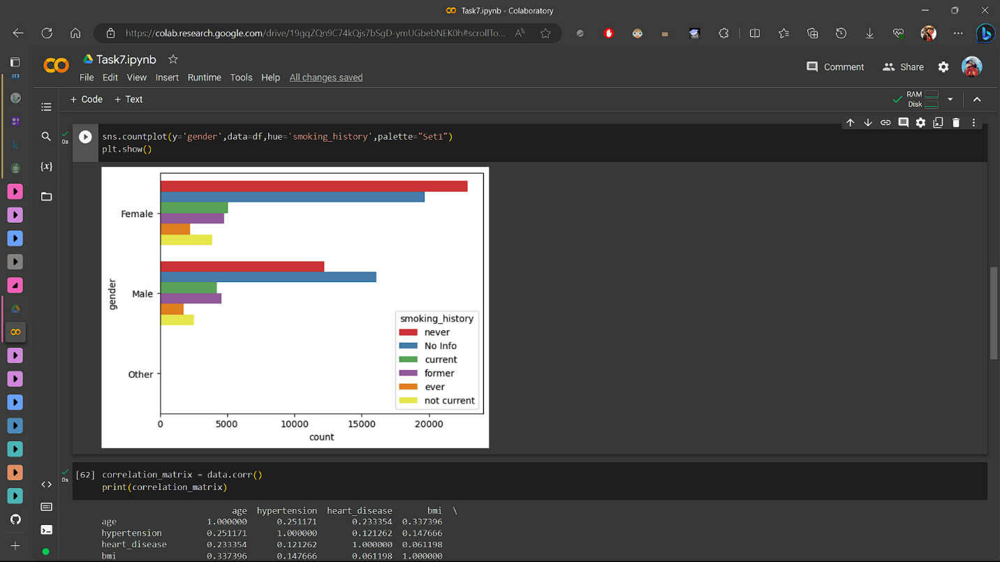 Task7.ipynb - Colaboratory
https://colab.research.google.com/drive/19gqZQn9C74kQjs7bSgD-ymUGbebNEK0h#scrollTo...
Task7.ipynb
File Edit View Insert Runtime Tools Help All changes saved
Comment Share
+ Code + Text
RAM
Disk
0s
sns.countplot(y='gender',data=df,hue='smoking_history',palette="Set1")
plt.show()
Female
Male
Other
gender
smoking_history
never
No Info
current
former
ever
not current
0 5000 10000 15000 20000
count
0s
[62] correlation_matrix = data.corr()
print(correlation_matrix)
age hypertension heart_disease bmi \
age 1.000000 0.251171 0.233354 0.337396
hypertension 0.251171 1.000000 0.121262 0.147666
heart_disease 0.233354 0.121262 1.000000 0.061198
bmi 0.337396 0.147666 0.061198 1.000000